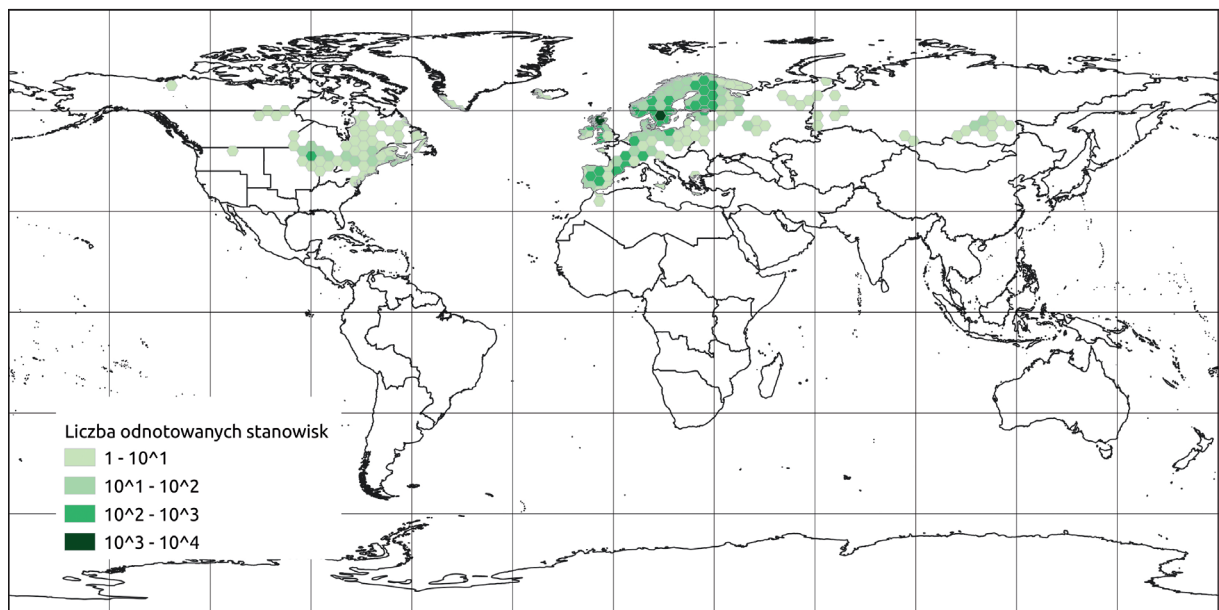 Liczba odnotowanych stanowisk
1 - 10^1
10^1 - 10^2
10^2 - 10^3
10^3 - 10^4